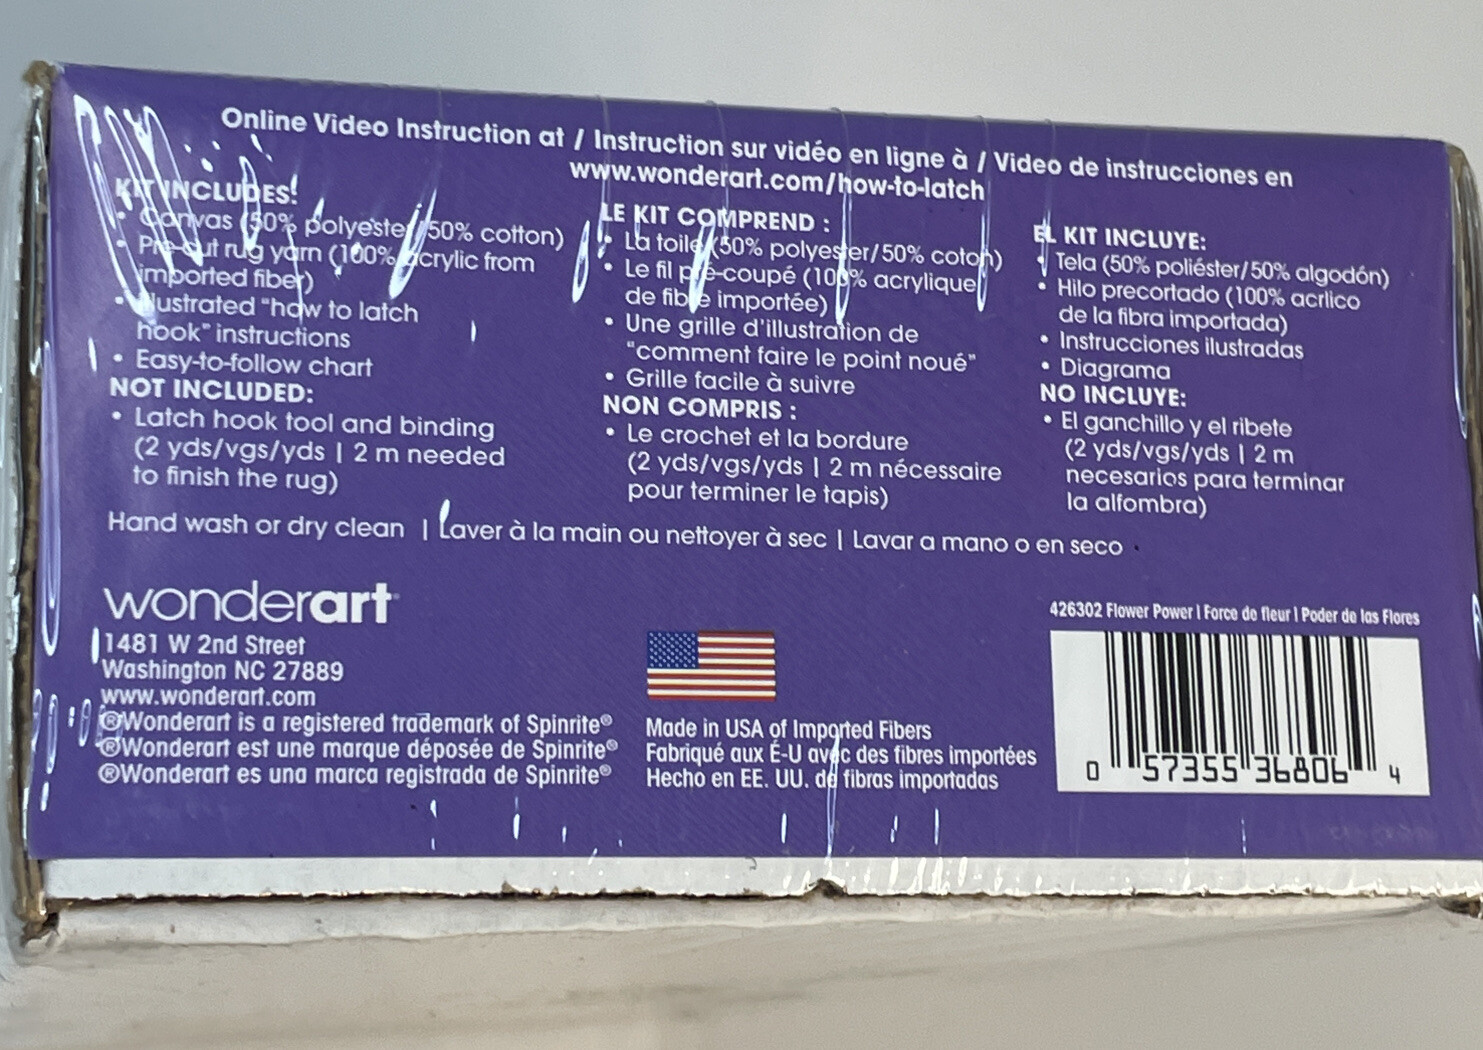 Online Video Instruction at / Instruction sur vidéo en ligne à / Video de instrucciones en
www.wonderart.com/how-to-latch
KIT INCLUDES:
• Canvas (50% polyester/50% cotton)
• Pre-cut rug yarn (100% acrylic from
imported fiber)
• Illustrated "how to latch
hook" instructions
• Easy-to-follow chart
NOT INCLUDED:
• Latch hook tool and binding
(2 yds/vgs/yds | 2 m needed
to finish the rug)
LE KIT COMPREND :
• La toile (50% polyester/50% coton)
• Le fil pré-coupé (100% acrylique
de fibre importée)
• Une grille d'illustration de
"comment faire le point noué"
• Grille facile à suivre
NON COMPRIS :
• Le crochet et la bordure
(2 yds/vgs/yds | 2 m nécessaire
pour terminer le tapis)
EL KIT INCLUYE:
• Tela (50% poliéster/50% algodón)
• Hilo precortado (100% acrlico
de la fibra importada)
• Instrucciones ilustradas
• Diagrama
NO INCLUYE:
• El ganchillo y el ribete
(2 yds/vgs/yds | 2 m
necesarios para terminar
la alfombra)
Hand wash or dry clean | Laver à la main ou nettoyer à sec | Lavar a mano o en seco
wonderart
1481 W 2nd Street
Washington NC 27889
www.wonderart.com
®Wonderart is a registered trademark of Spinrite®
®Wonderart est une marque déposée de Spinrite®
®Wonderart es una marca registrada de Spinrite®
Made in USA of Imported Fibers
Fabriqué aux É-U avec des fibres importées
Hecho en EE. UU. de fibras importadas
426302 Flower Power | Force de fleur | Poder de las Flores
0 57355 36806 4